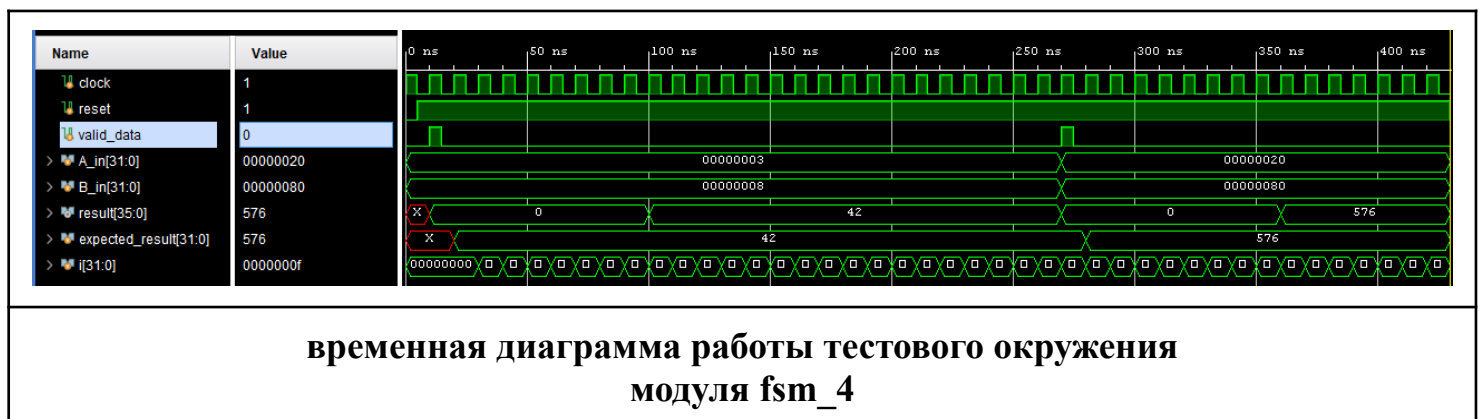 Name Value 0 ns 50 ns 100 ns 150 ns 200 ns 250 ns 300 ns 350 ns 400 ns
clock 1
reset 1
valid_data 0
A_in[31:0] 00000020 00000003 00000020
B_in[31:0] 00000080 00000008 00000080
result[35:0] 576 X 0 42 0 576
expected_result[31:0] 576 X 42 576
i[31:0] 0000000f 00000000
временная диаграмма работы тестового окружения
модуля fsm_4